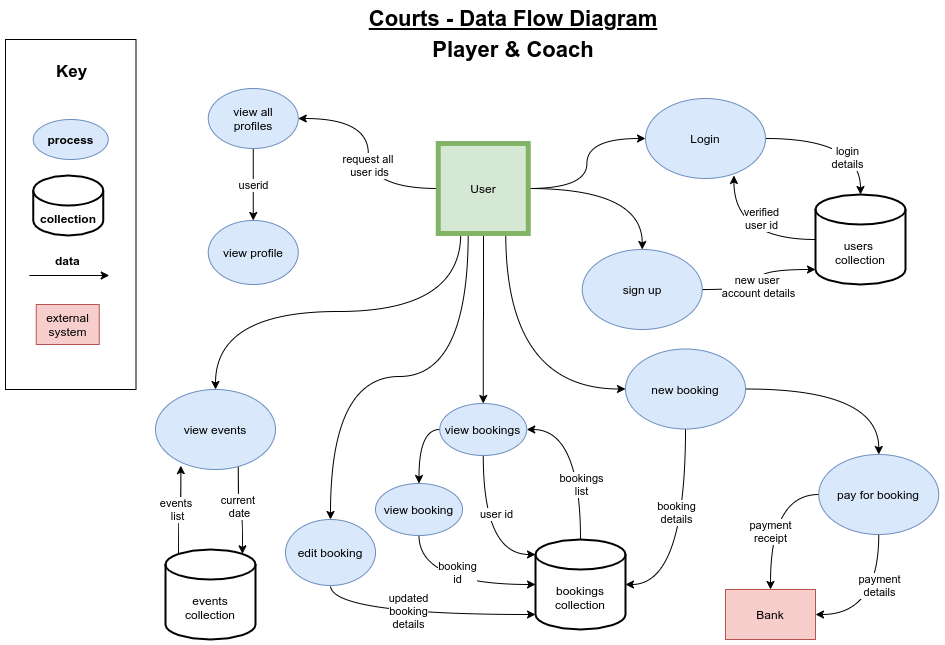 Courts - Data Flow Diagram
Player & Coach
Key
process
collection
data
external
system
view all
profiles
request all
user ids
User
Login
login
details
userid
verified
user id
users
collection
view profile
sign up
new user
account details
new booking
view events
view bookings
events
list
current
date
view booking
user id
bookings
list
booking
details
pay for booking
payment
receipt
edit booking
booking
id
updated
booking
details
events
collection
bookings
collection
payment
details
Bank